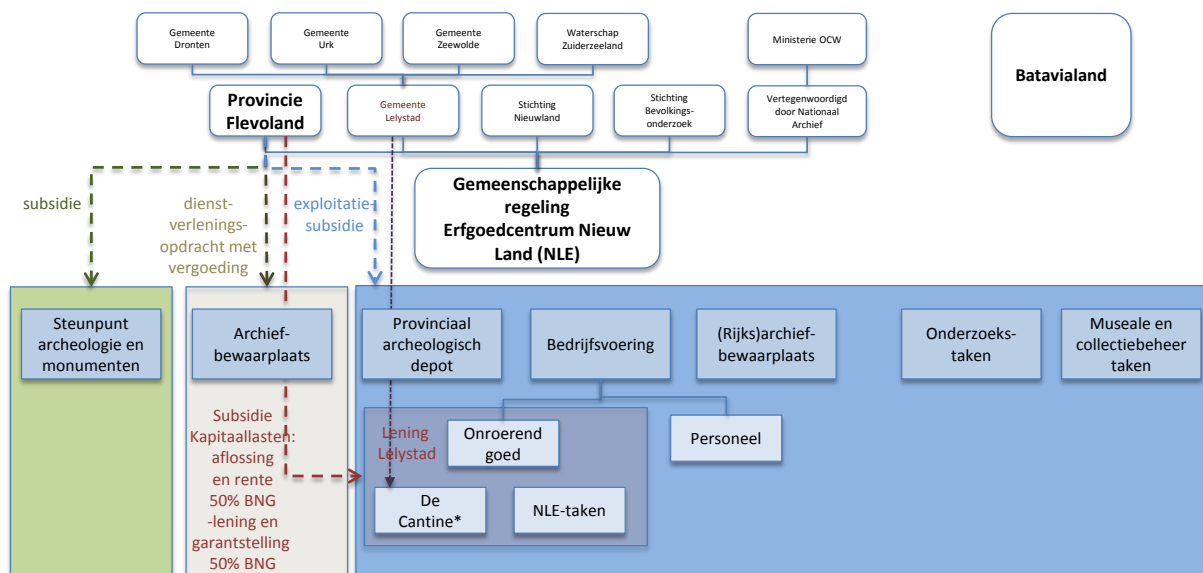 Gemeente
Dronten
Gemeente
Urk
Gemeente
Zeewolde
Waterschap
Zuiderzeeland
Ministerie OCW
Batavialand
Provincie
Flevoland
Gemeente
Lelystad
Stichting
Nieuwland
Stichting
Bevolkings-
onderzoek
Vertegenwoordigd
door Nationaal
Archief
Gemeenschappelijke
regeling
Erfgoedcentrum Nieuw
Land (NLE)
subsidie
dienst-
verlenings-
opdracht met
vergoeding
exploitatie-
subsidie
Steunpunt
archeologie en
monumenten
Archief-
bewaarplaats
Provinciaal
archeologisch
depot
Bedrijfsvoering
(Rijks)archief-
bewaarplaats
Onderzoeks-
taken
Museale en
collectiebeheer
taken
Subsidie
Kapitaallasten:
aflossing
en rente
50% BNG
-lening en
garantstelling
50% BNG
Lening
Lelystad
Onroerend
goed
Personeel
De
Cantine*
NLE-taken